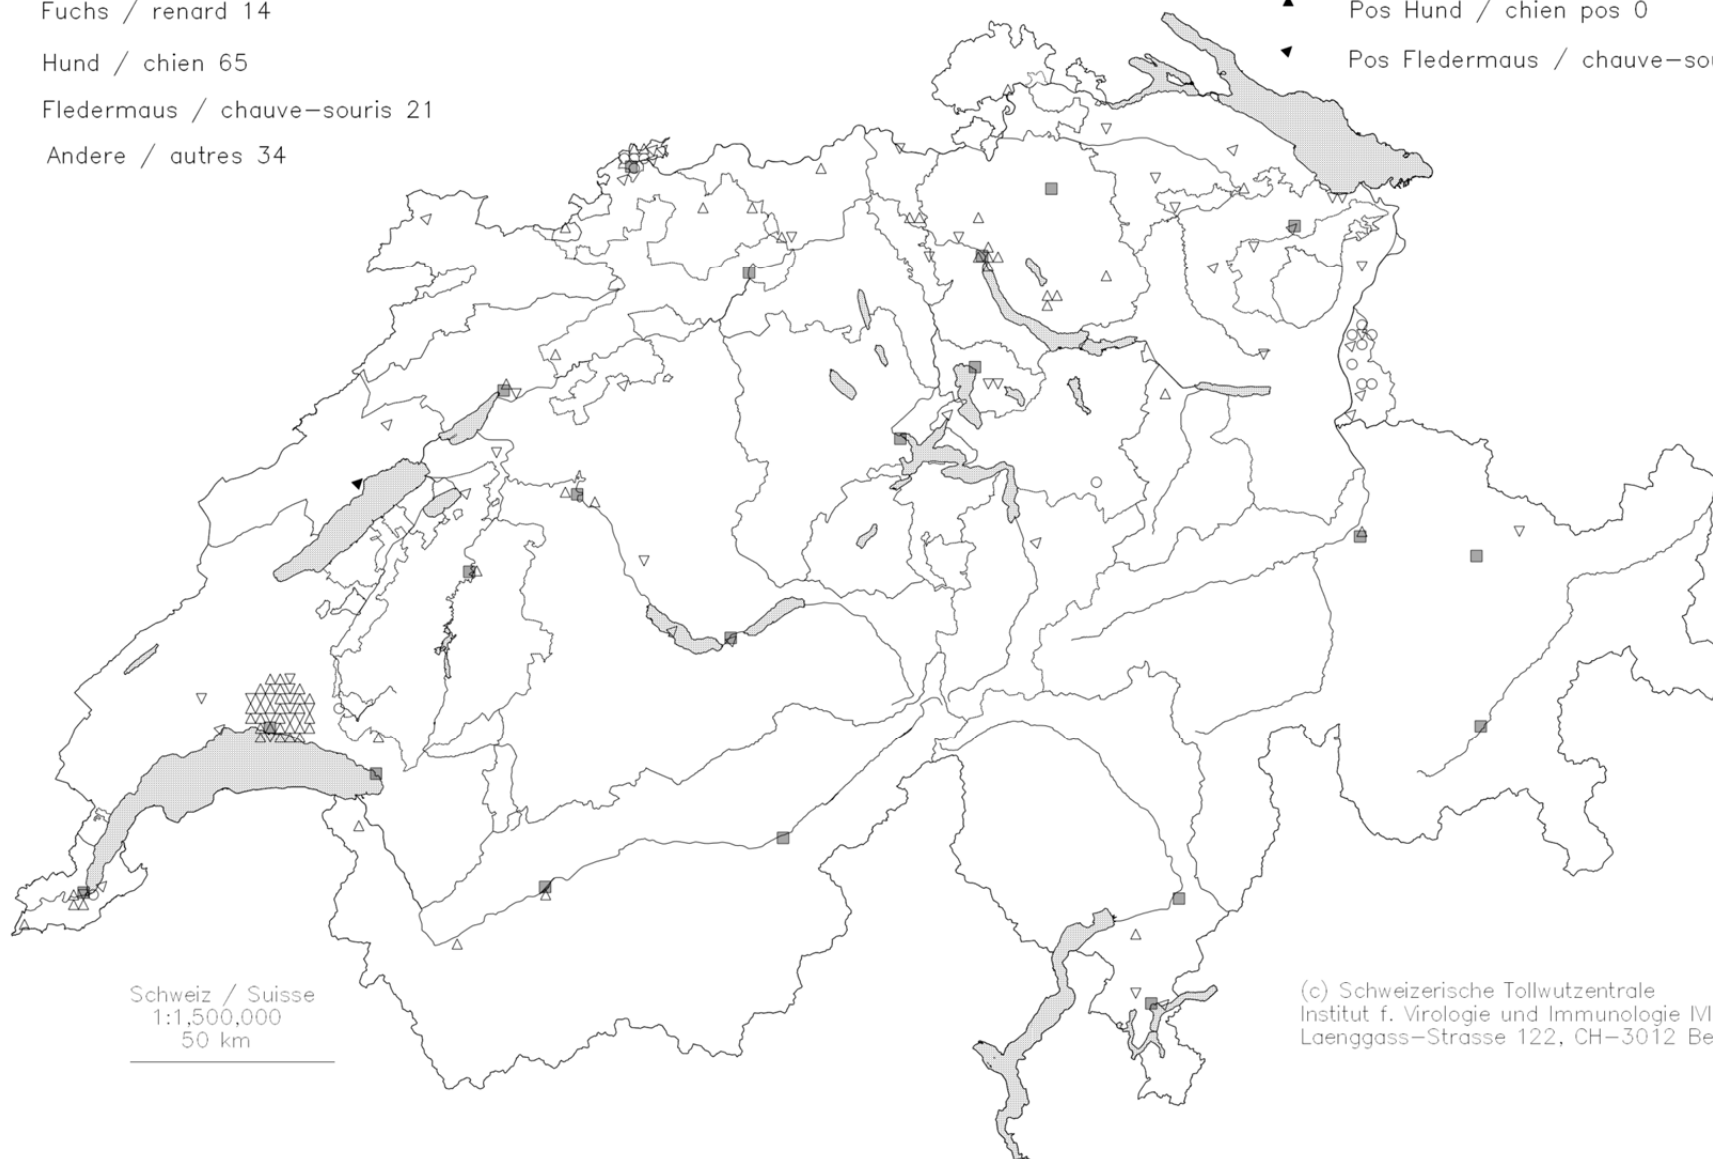 Fuchs / renard 14
Hund / chien 65
Fledermaus / chauve-souris 21
Andere / autres 34
Pos Hund / chien pos 0
Pos Fledermaus /
Schweiz / Suisse
1:1,500,000
50 km
(c) Schweizerische Tollwutzentrale
Institut f. Virologie und Immunologie IVI
Laenggass-Strasse 122, CH-3012